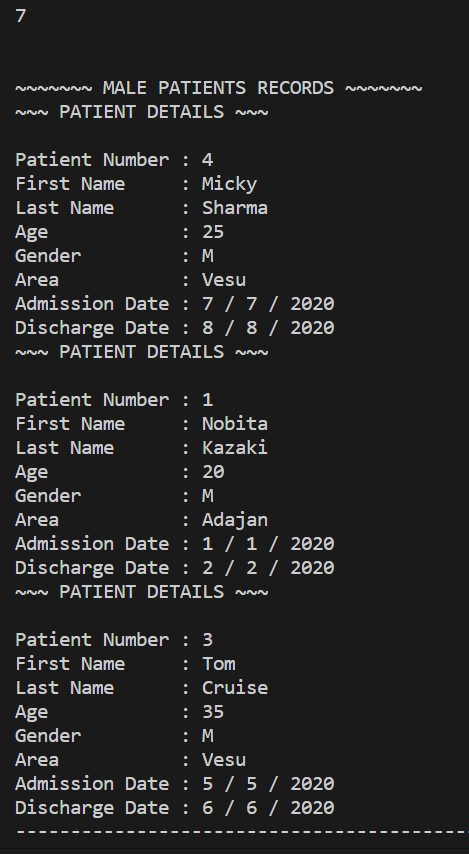 7
~~~~~~~ MALE PATIENTS RECORDS ~~~~~~~
~~~ PATIENT DETAILS ~~~
Patient Number : 4
First Name     : Micky
Last Name      : Sharma
Age            : 25
Gender         : M
Area           : Vesu
Admission Date : 7 / 7 / 2020
Discharge Date : 8 / 8 / 2020
~~~ PATIENT DETAILS ~~~
Patient Number : 1
First Name     : Nobita
Last Name      : Kazaki
Age            : 20
Gender         : M
Area           : Adajan
Admission Date : 1 / 1 / 2020
Discharge Date : 2 / 2 / 2020
~~~ PATIENT DETAILS ~~~
Patient Number : 3
First Name     : Tom
Last Name      : Cruise
Age            : 35
Gender         : M
Area           : Vesu
Admission Date : 5 / 5 / 2020
Discharge Date : 6 / 6 / 2020
-----------------------------------------